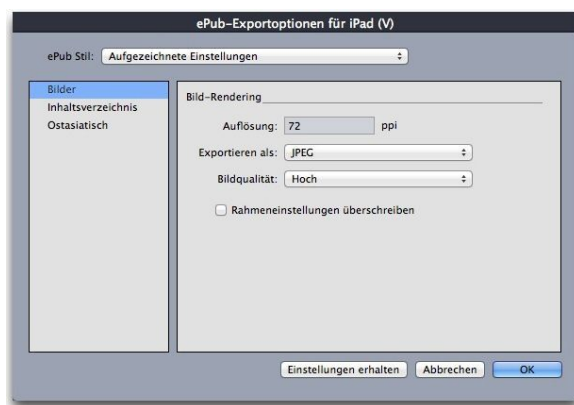 ePub-Exportoptionen für iPad (V)
ePub Stil: Aufgezeichnete Einstellungen
Bilder
Inhaltsverzeichnis
Ostasiatisch
Bild-Rendering
Auflösung: 72 ppi
Exportieren als: JPEG
Bildqualität: Hoch
Rahmeneinstellungen überschreiben
Einstellungen erhalten Abbrechen OK